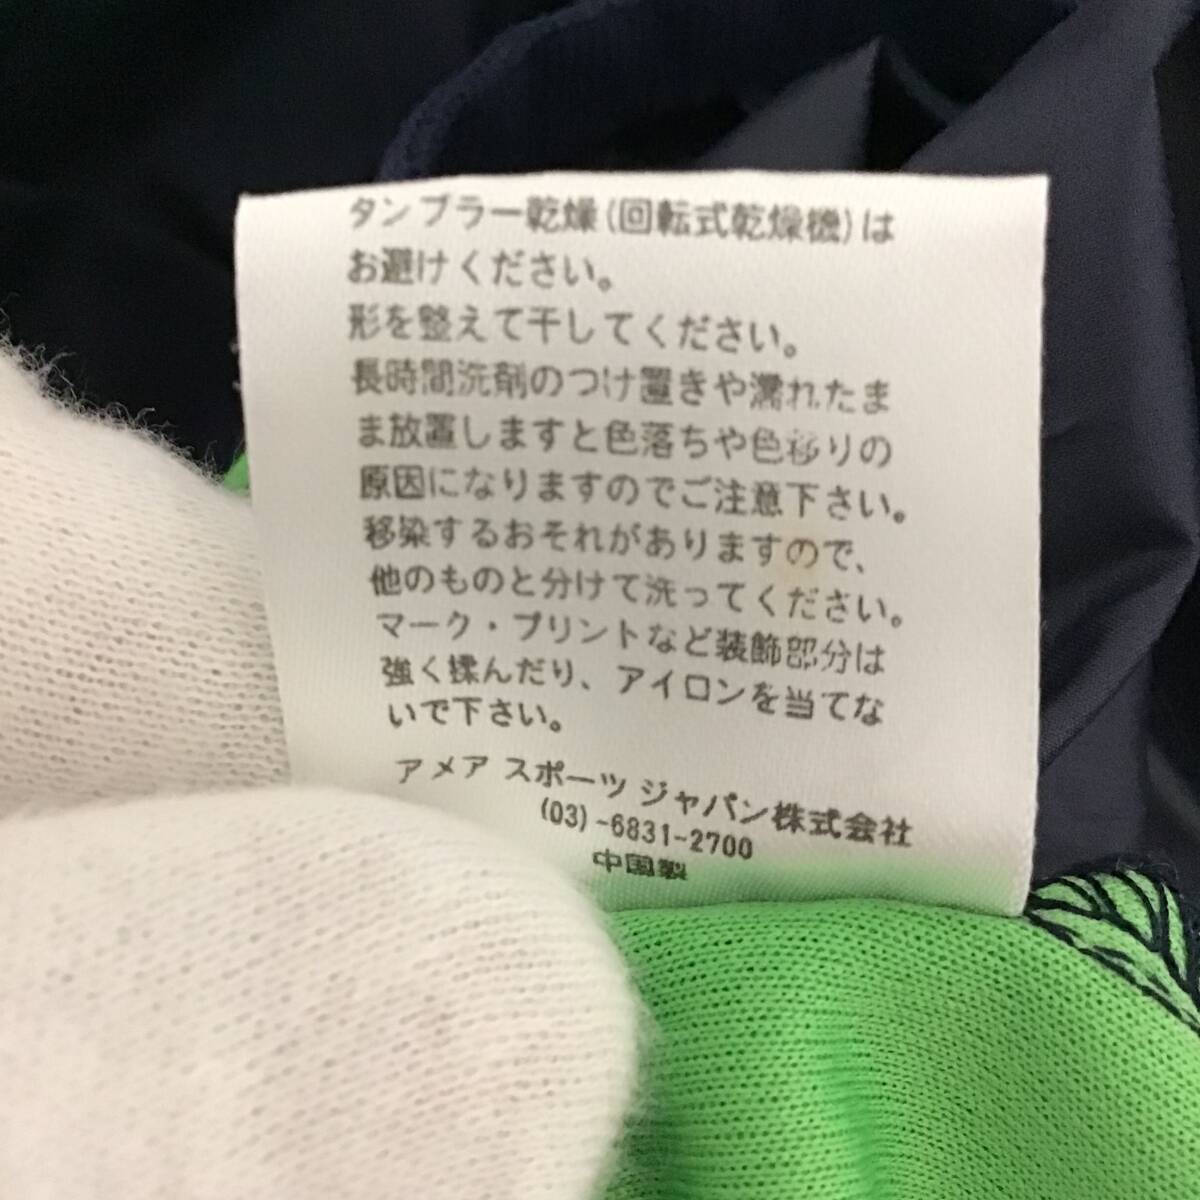 タンブラー乾燥(回転式乾燥機)は
お避けください。
形を整えて干してください。
長時間洗剤のつけ置きや濡れたま
ま放置しますと色落ちや色移りの
原因になりますのでご注意下さい。
移染するおそれがありますので、
他のものと分けて洗ってください。
マーク・プリントなど装飾部分は
強く揉んだり、アイロンを当てな
いで下さい。
アメア スポーツ ジャパン株式会社
(03)-6831-2700
中国製